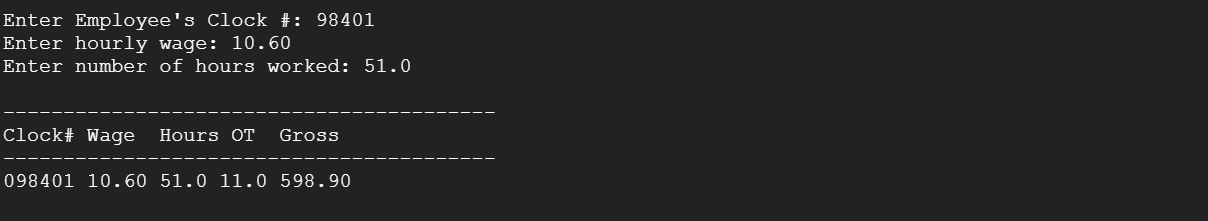 Enter Employee's Clock #: 98401
Enter hourly wage: 10.60
Enter number of hours worked: 51.0
-----------------------------------------
Clock# Wage  Hours OT  Gross
-----------------------------------------
098401 10.60 51.0 11.0 598.90